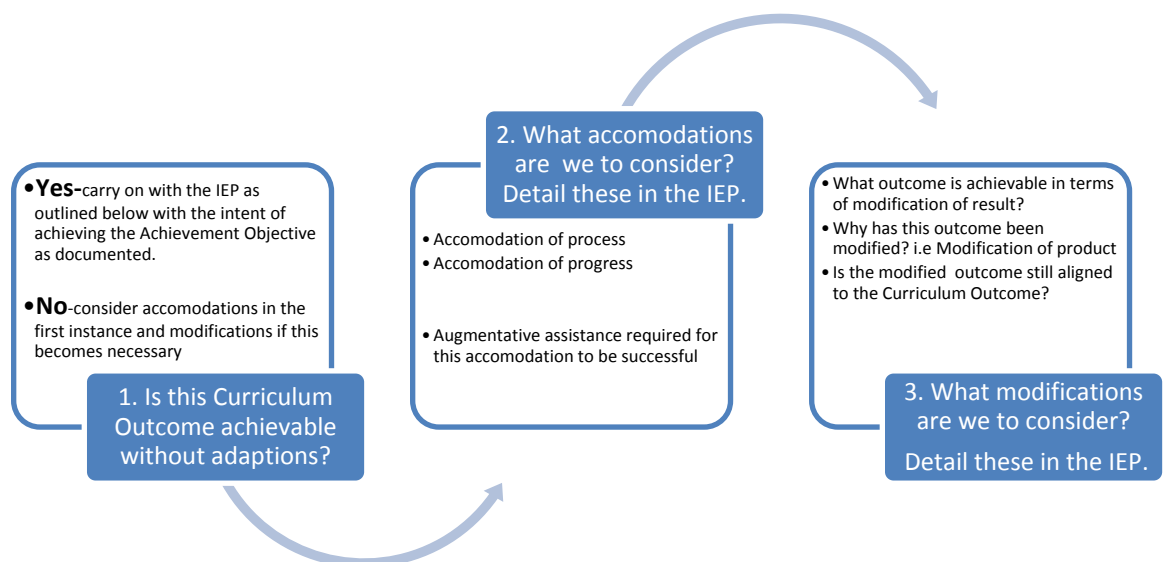 •Yes-carry on with the IEP as
outlined below with the intent of
achieving the Achievement Objective
as documented.
•No-consider accomodations in the
first instance and modifications if this
becomes necessary
1. Is this Curriculum
Outcome achievable
without adaptions?
2. What accomodations
are we to consider?
Detail these in the IEP.
• Accomodation of process
• Accomodation of progress
• Augmentative assistance required for
this accomodation to be successful
• What outcome is achievable in terms
of modification of result?
• Why has this outcome been
modified? i.e Modification of product
• Is the modified outcome still aligned
to the Curriculum Outcome?
3. What modifications
are we to consider?
Detail these in the IEP.